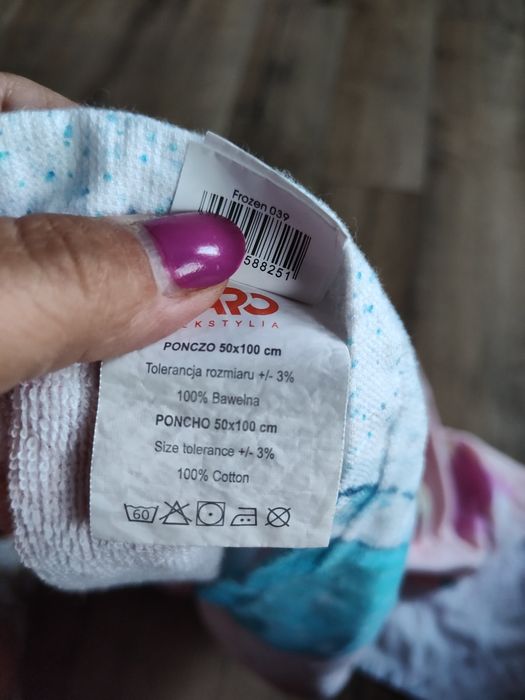 Frozen 039
588251
TEKSTYLIA
PONCZO 50x100 cm
Tolerancja rozmiaru +/- 3%
100% Bawełna
PONCHO 50x100 cm
Size tolerance +/- 3%
100% Cotton
60